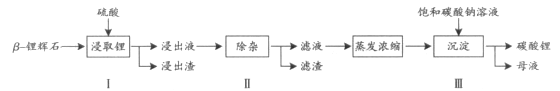 硫酸
饱和碳酸钠溶液
β-锂辉石
浸取锂
浸出液
除杂
滤液
蒸发浓缩
沉淀
碳酸锂
浸出渣
滤渣
母液
Ⅰ
Ⅱ
Ⅲ